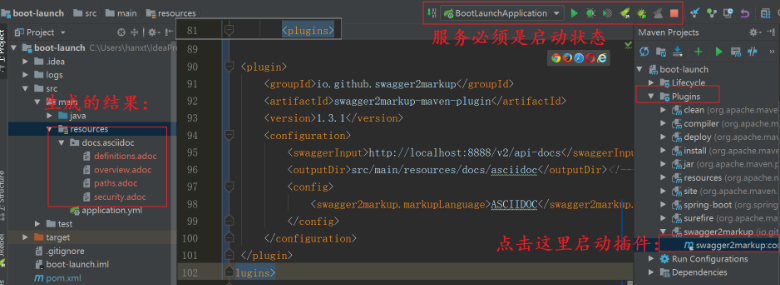 boot-launch
src
main
resources
BootLaunchApplication
Project
Maven Projects
服务必须是启动状态
boot-launch C:\Users\hanxt\IdeaPro
.idea
logs
src
main
java
resources
docs.asciidoc
definitions.adoc
overview.adoc
paths.adoc
security.adoc
application.yml
test
target
.gitignore
boot-launch.iml
pom.xml
生成的结果：
81 <plugins>
89
90 <plugin>
91 <groupId>io.github.swagger2markup</groupId>
92 <artifactId>swagger2markup-maven-plugin</artifactId>
93 <version>1.3.1</version>
94 <configuration>
95 <swaggerInput>http://localhost:8888/v2/api-docs</swaggerInpu
96 <outputDir>src/main/resources/docs/asciidoc</outputDir><!--
97 <config>
98 <swagger2markup.markupLanguage>ASCIIDOC</swagger2markup.
99 </config>
100 </configuration>
101 </plugin>
102 lugins>
点击这里启动插件：
boot-launch
Lifecycle
Plugins
clean (org.apache.mave
compiler (org.apache.m
deploy (org.apache.ma
install (org.apache.mav
jar (org.apache.maven.
resources (org.apache.
site (org.apache.maven
spring-boot (org.sprin
surefire (org.apache.ma
swagger2markup (io.git
swagger2markup:co
Run Configurations
Dependencies